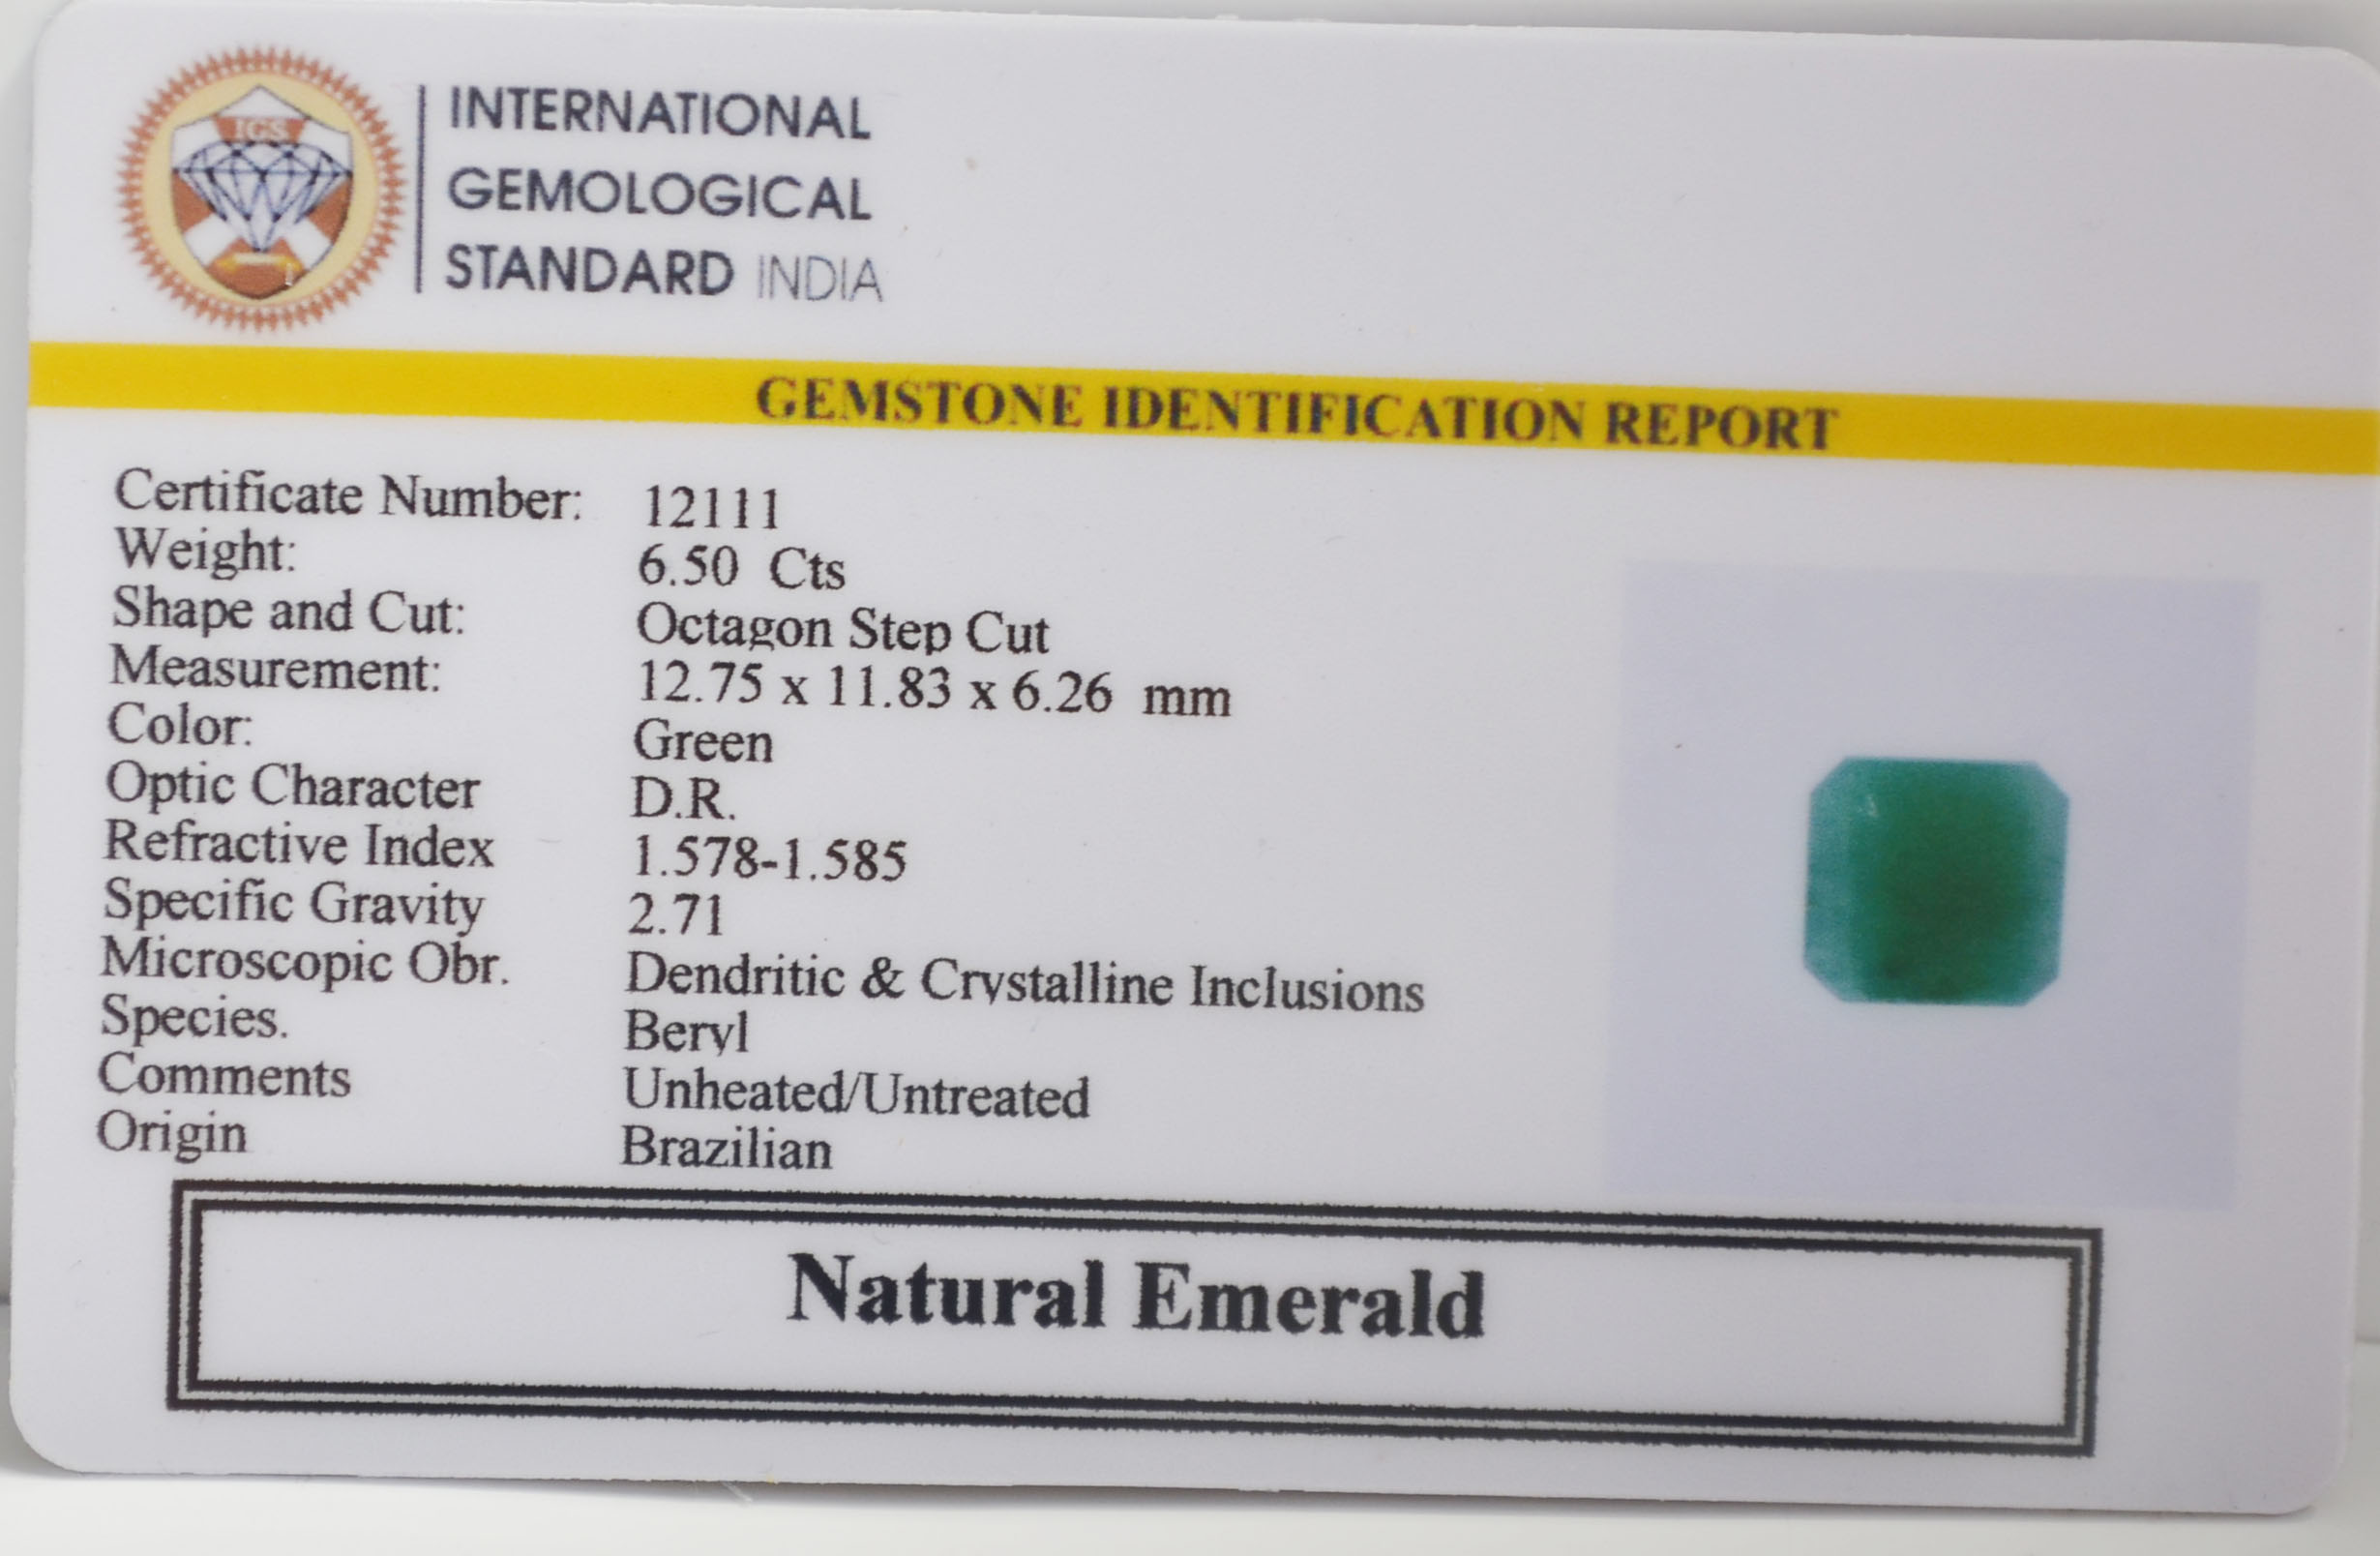 IGS
INTERNATIONAL
GEMOLOGICAL
STANDARD INDIA
GEMSTONE IDENTIFICATION REPORT
Certificate Number: 12111
Weight: 6.50 Cts
Shape and Cut: Octagon Step Cut
Measurement: 12.75 x 11.83 x 6.26 mm
Color: Green
Optic Character D.R.
Refractive Index 1.578-1.585
Specific Gravity 2.71
Microscopic Obr. Dendritic & Crystalline Inclusions
Species. Beryl
Comments Unheated/Untreated
Origin Brazilian
Natural Emerald